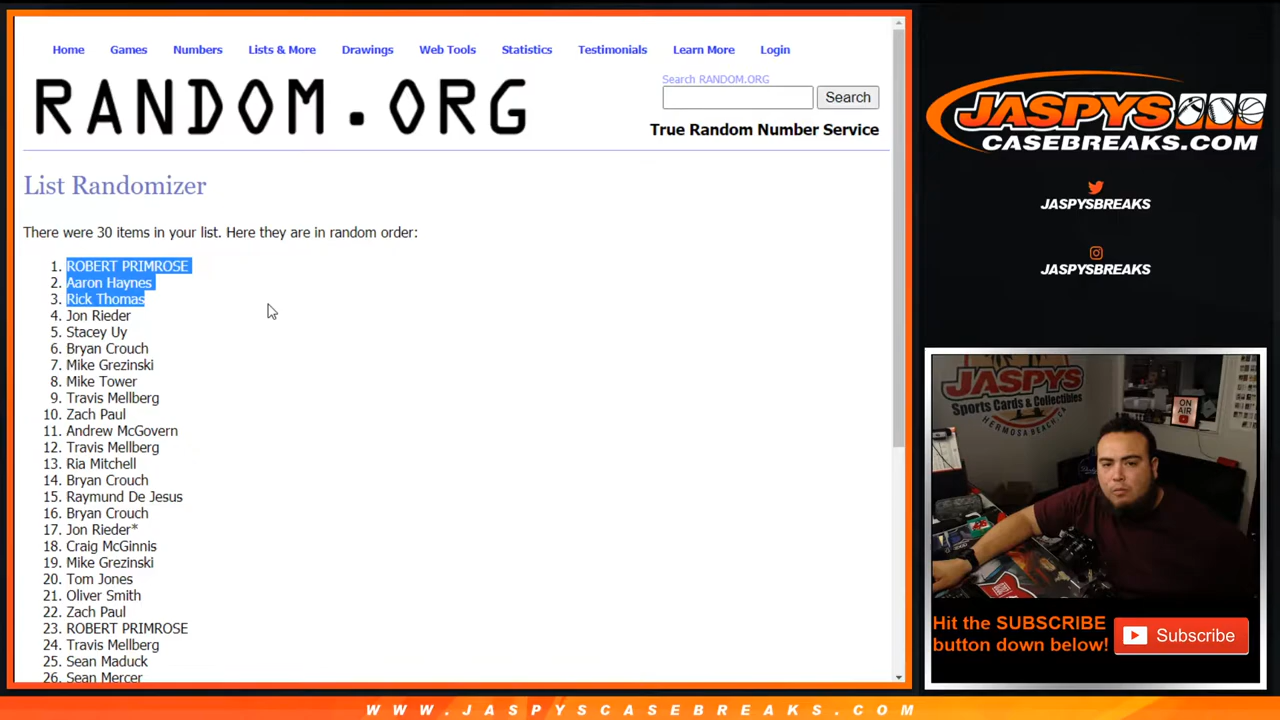 Home Games Numbers Lists & More Drawings Web Tools Statistics Testimonials Learn More Login
RANDOM.ORG
Search RANDOM.ORG
Search
True Random Number Service
List Randomizer
There were 30 items in your list. Here they are in random order:
1. ROBERT PRIMROSE
2. Aaron Haynes
3. Rick Thomas
4. Jon Rieder
5. Stacey Uy
6. Bryan Crouch
7. Mike Grezinski
8. Mike Tower
9. Travis Mellberg
10. Zach Paul
11. Andrew McGovern
12. Travis Mellberg
13. Ria Mitchell
14. Bryan Crouch
15. Raymund De Jesus
16. Bryan Crouch
17. Jon Rieder*
18. Craig McGinnis
19. Mike Grezinski
20. Tom Jones
21. Oliver Smith
22. Zach Paul
23. ROBERT PRIMROSE
24. Travis Mellberg
25. Sean Maduck
26. Sean Mercer
JASPYS
CASEBREAKS.COM
JASPYSBREAKS
JASPYSBREAKS
JASPYS
Sports Cards & Collectibles
HERMOSA BEACH, CA
ON
AIR
Hit the SUBSCRIBE
button down below!
Subscribe
WWW.JASPYSCASEBREAKS.COM